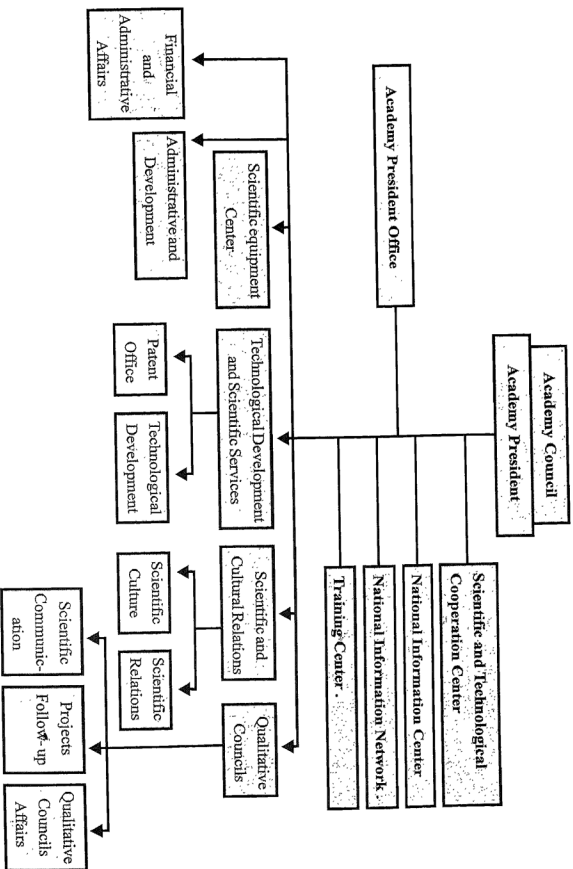 Academy Council
Academy President
Academy President Office
Scientific and Technological
Cooperation Center
National Information Center
National Information Network .
Training Center .
Financial
and
Administrative
Affairs
Administrative and
Development
Scientific equipment
Center
Technological Development
and Scientific Services
Scientific and
Cultural Relations
Qualitative
Councils
Patent
Office
Technological
Development
Scientific
Culture
Scientific
Relations
Scientific
Communic-
ation
Projects
Follow-up
Qualitative
Councils
Affairs